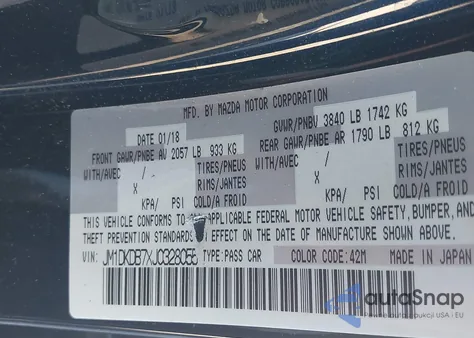 MFD. BY MAZDA MOTOR CORPORATION
DATE 01/18
GVWR/PNBV 3840 LB 1742 KG
FRONT GAWR/PNBE AV 2057 LB 933 KG
REAR GAWR/PNBE AR 1790 LB 812 KG
WITH/AVEC / TIRES/PNEUS WITH/AVEC / TIRES/PNEUS
X RIMS/JANTES X RIMS/JANTES
KPA/ PSI COLD/A FROID KPA/ PSI COLD/A FROID
THIS VEHICLE CONFORMS TO APPLICABLE FEDERAL MOTOR VEHICLE SAFETY, BUMPER, AND
THEFT PREVENTION STANDARDS EFFECT ON THE DATE OF MANUFACTURE SHOWN ABOVE.
VIN: TYPE:PASS CAR COLOR CODE:42M MADE IN JAPAN
autoSnap
USA i EU